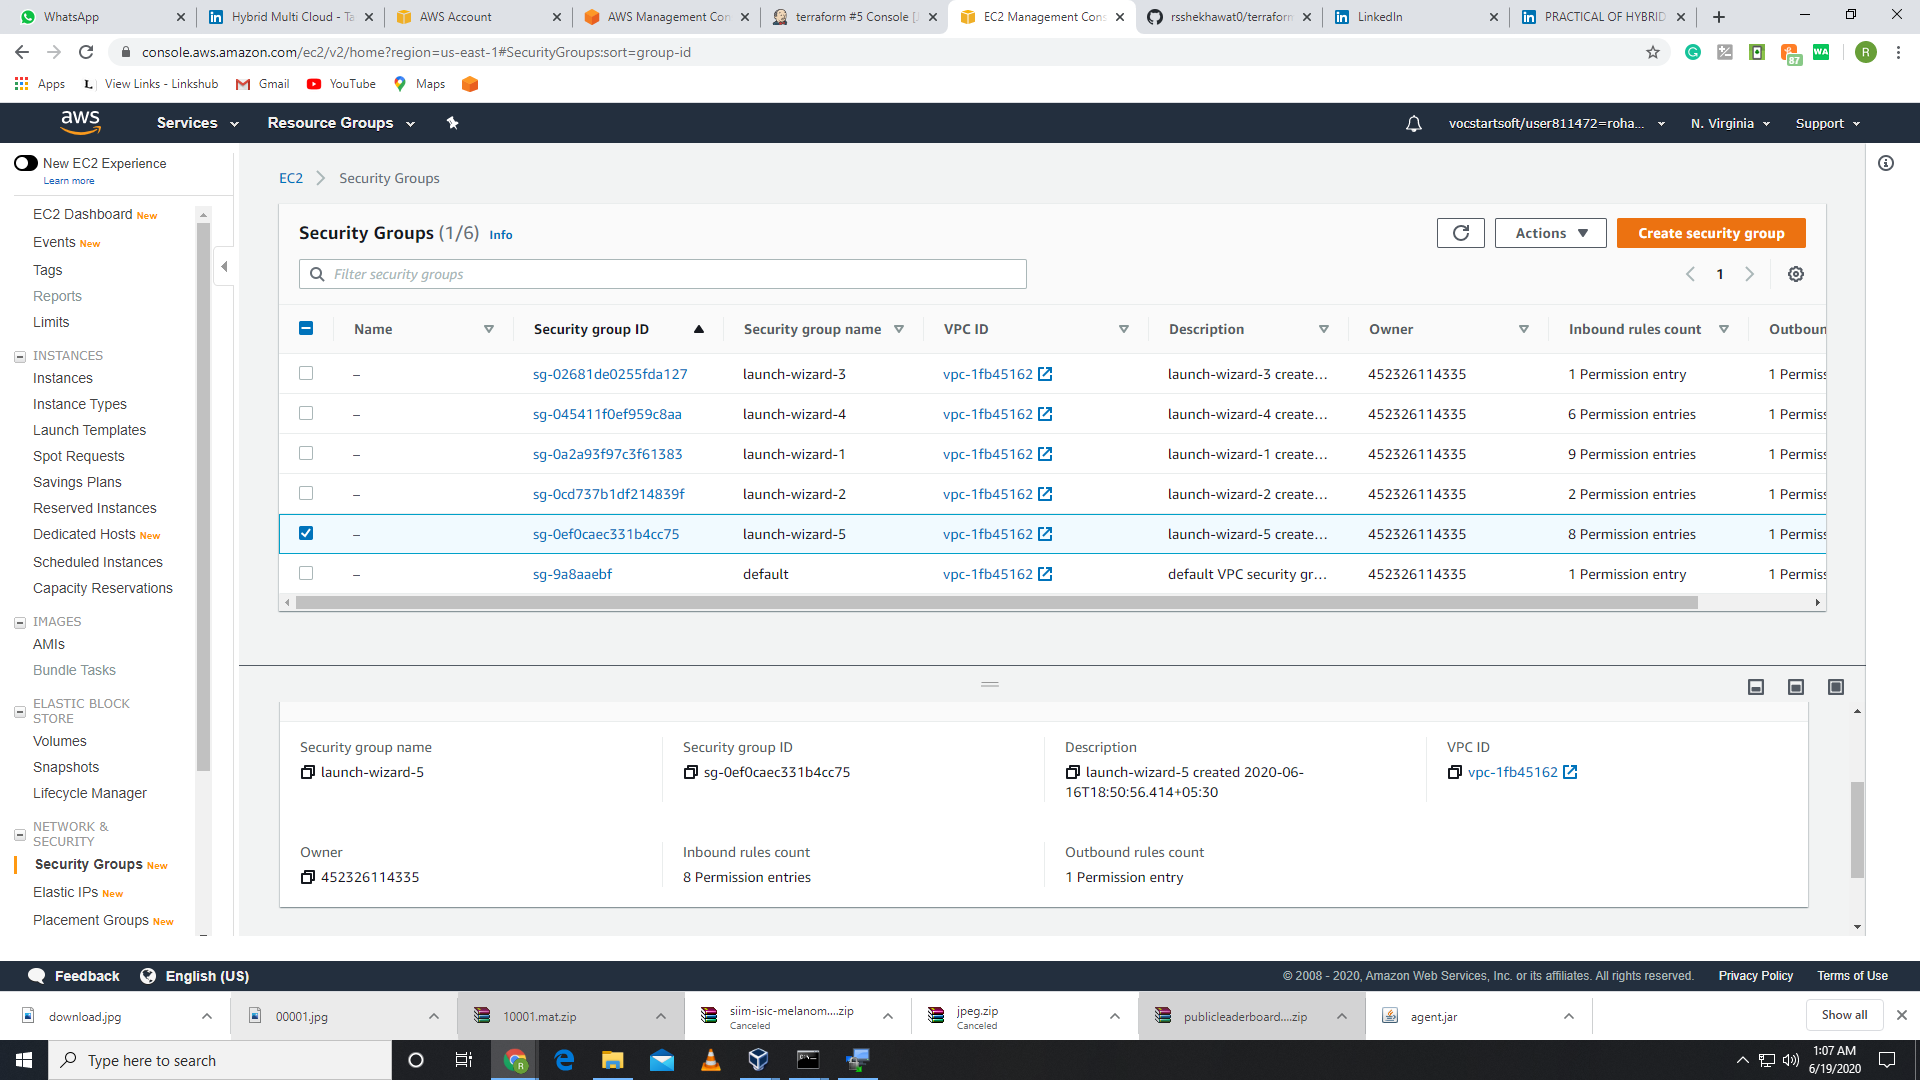 WhatsApp
Hybrid Multi Cloud - Ta
AWS Account
AWS Management Con
terraform #5 Console [J
EC2 Management Cons
rsshekhawat0/terraform
LinkedIn
PRACTICAL OF HYBRID
console.aws.amazon.com/ec2/v2/home?region=us-east-1#SecurityGroups:sort=group-id
87
WA
R
Apps
View Links - Linkshub
Gmail
YouTube
Maps
aws
Services
Resource Groups
vocstartsoft/user811472=roha...
N. Virginia
Support
New EC2 Experience
Learn more
EC2 Dashboard New
Events New
Tags
Reports
Limits
INSTANCES
Instances
Instance Types
Launch Templates
Spot Requests
Savings Plans
Reserved Instances
Dedicated Hosts New
Scheduled Instances
Capacity Reservations
IMAGES
AMIs
Bundle Tasks
ELASTIC BLOCK
STORE
Volumes
Snapshots
Lifecycle Manager
NETWORK &
SECURITY
Security Groups New
Elastic IPs New
Placement Groups New
EC2 > Security Groups
Security Groups (1/6) Info
Actions
Create security group
Filter security groups
1
Name Security group ID Security group name VPC ID Description Owner Inbound rules count Outboun
– sg-02681de0255fda127 launch-wizard-3 vpc-1fb45162 launch-wizard-3 create... 452326114335 1 Permission entry 1 Permiss
– sg-045411f0ef959c8aa launch-wizard-4 vpc-1fb45162 launch-wizard-4 create... 452326114335 6 Permission entries 1 Permiss
– sg-0a2a93f97c3f61383 launch-wizard-1 vpc-1fb45162 launch-wizard-1 create... 452326114335 9 Permission entries 1 Permiss
– sg-0cd737b1df214839f launch-wizard-2 vpc-1fb45162 launch-wizard-2 create... 452326114335 2 Permission entries 1 Permiss
– sg-0ef0caec331b4cc75 launch-wizard-5 vpc-1fb45162 launch-wizard-5 create... 452326114335 8 Permission entries 1 Permiss
– sg-9a8aaebf default vpc-1fb45162 default VPC security gr... 452326114335 1 Permission entry 1 Permiss
Security group name
launch-wizard-5
Security group ID
sg-0ef0caec331b4cc75
Description
launch-wizard-5 created 2020-06-
16T18:50:56.414+05:30
VPC ID
vpc-1fb45162
Owner
452326114335
Inbound rules count
8 Permission entries
Outbound rules count
1 Permission entry
Feedback
English (US)
© 2008 - 2020, Amazon Web Services, Inc. or its affiliates. All rights reserved.
Privacy Policy
Terms of Use
download.jpg
00001.jpg
10001.mat.zip
siim-isic-melanom....zip
Canceled
jpeg.zip
Canceled
publicleaderboard....zip
agent.jar
Show all
Type here to search
1:07 AM
6/19/2020